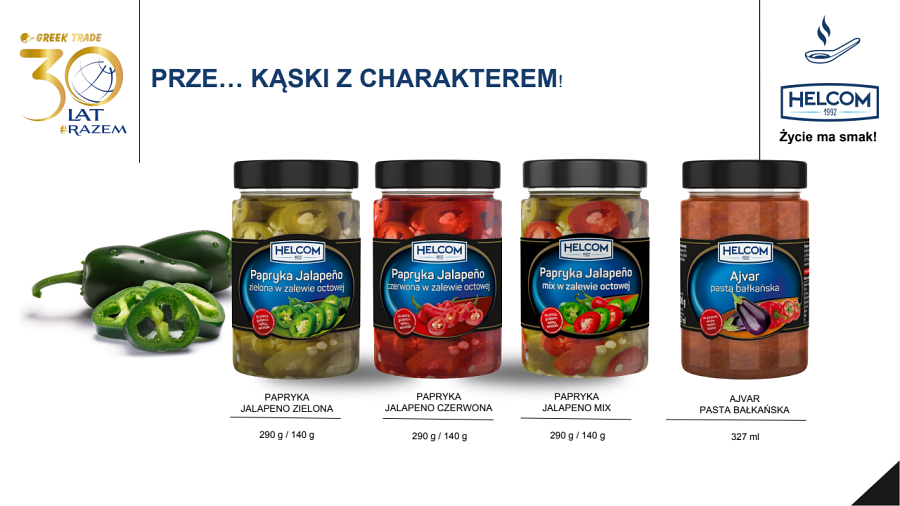 GREEK TRADE
30
LAT
#RAZEM
PRZE… KĄSKI Z CHARAKTEREM!
HELCOM
1992
Życie ma smak!
HELCOM
1992
Papryka Jalapeño
zielona w zalewie octowej
HELCOM
1992
Papryka Jalapeño
czerwona w zalewie octowej
HELCOM
1992
Papryka Jalapeño
mix w zalewie octowej
HELCOM
1992
Ajvar
pasta bałkańska
PAPRYKA
JALAPENO ZIELONA
290 g / 140 g
PAPRYKA
JALAPENO CZERWONA
290 g / 140 g
PAPRYKA
JALAPENO MIX
290 g / 140 g
AJVAR
PASTA BAŁKAŃSKA
327 ml